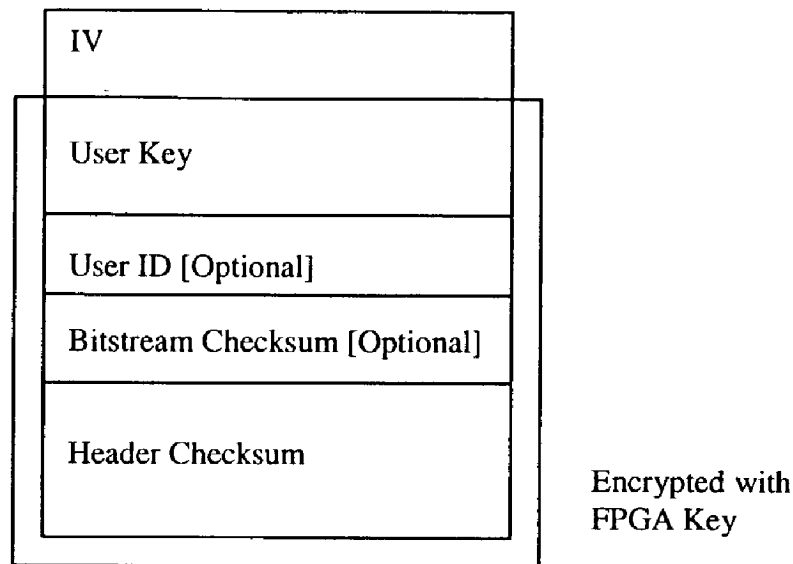 IV
User Key
User ID [Optional]
Bitstream Checksum [Optional]
Header Checksum
Encrypted with
FPGA Key